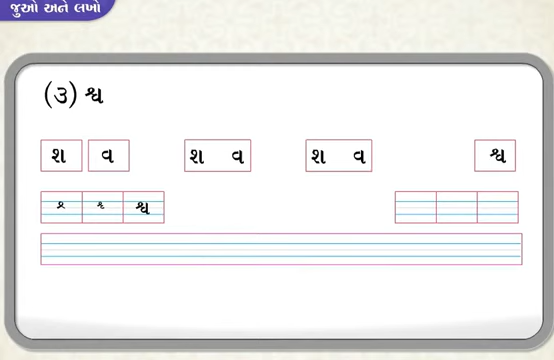 જુઓ અને લખો
(૩) શ્વ
શ વ શ વ શ વ શ્વ
શ્વ